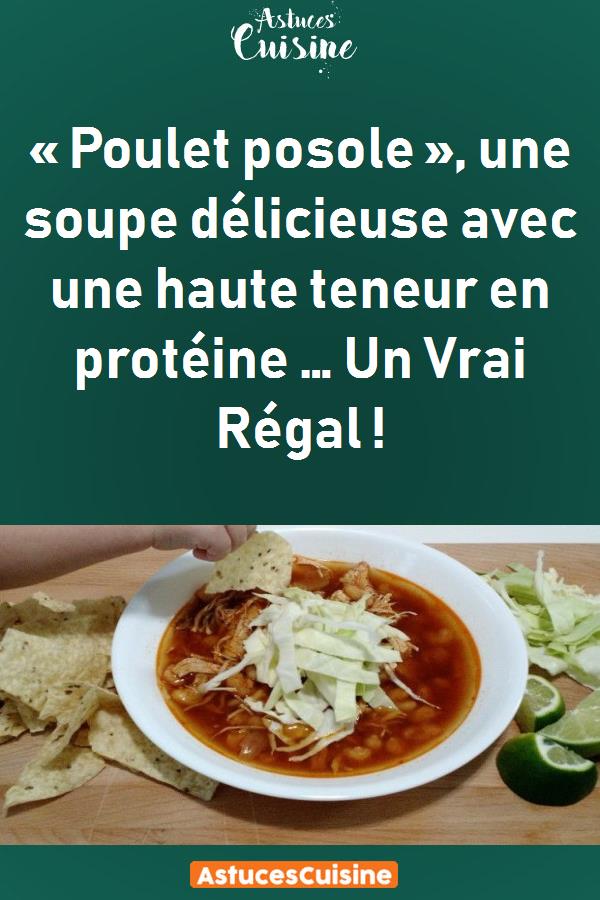 Astuces
Cuisine
« Poulet posole », une
soupe délicieuse avec
une haute teneur en
protéine ... Un Vrai
Régal !
AstucesCuisine